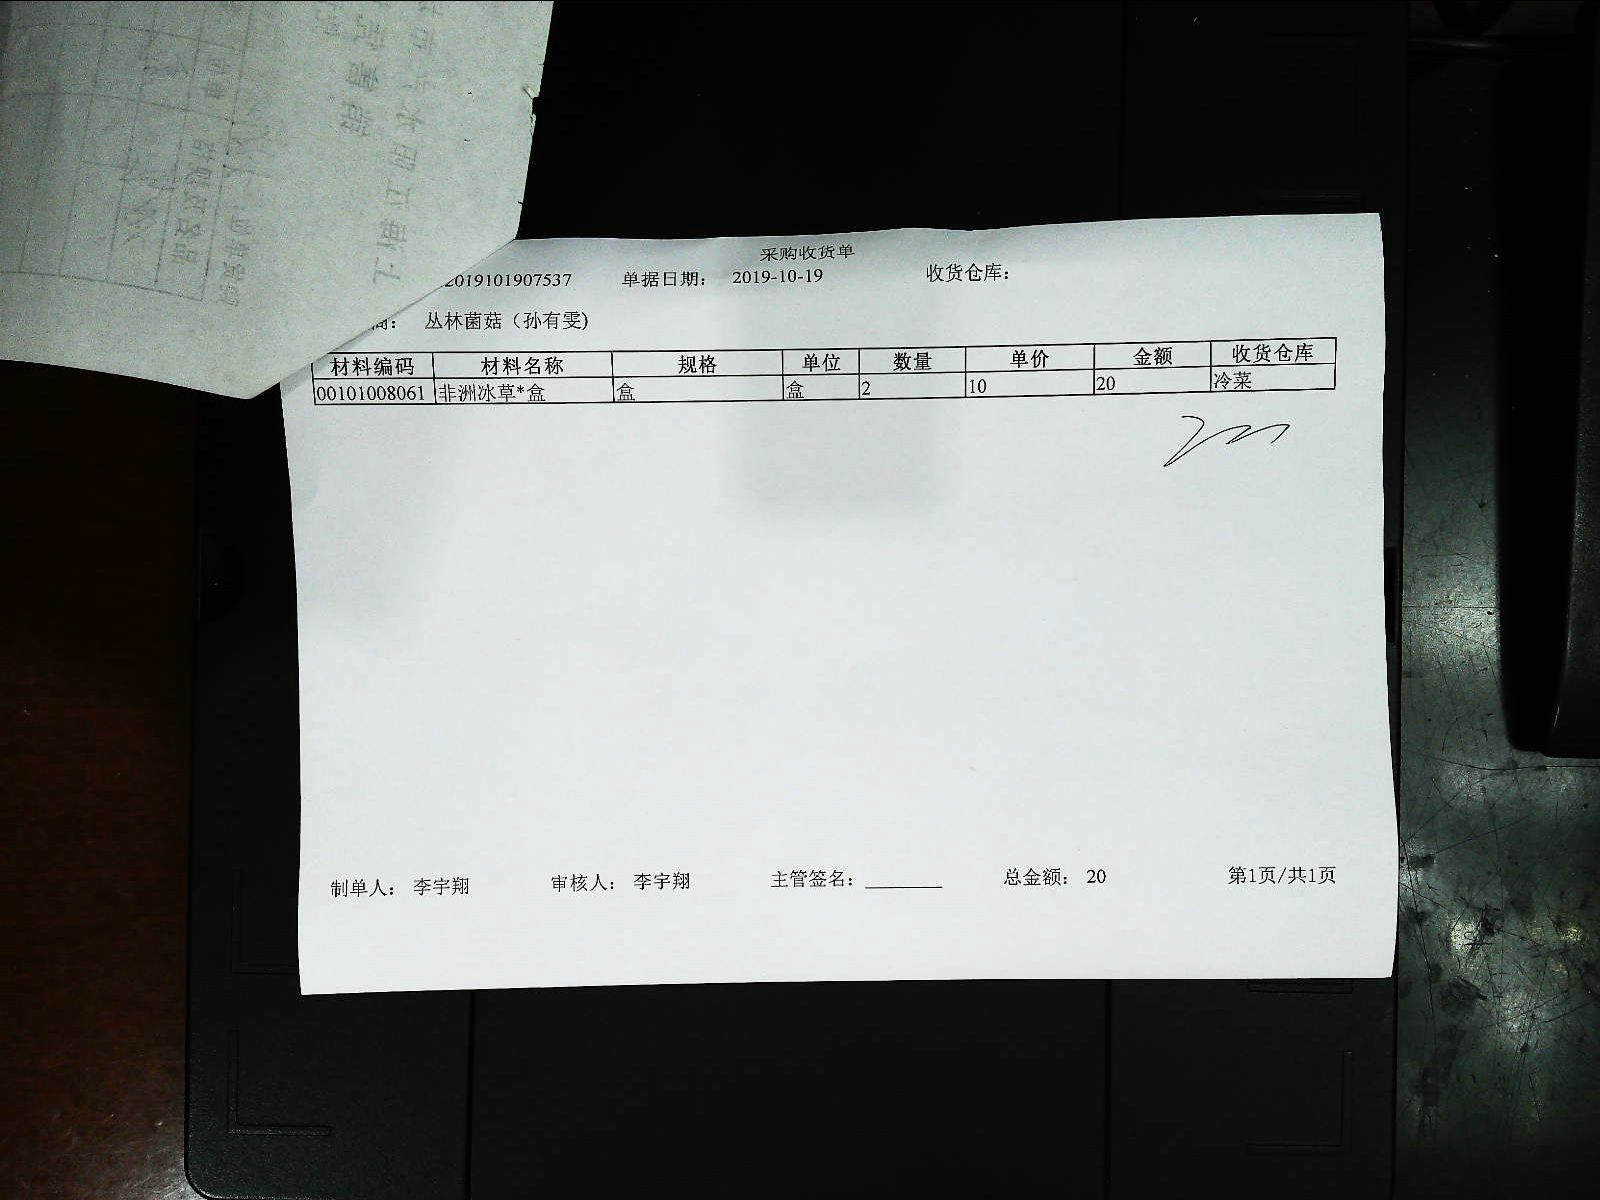 采购收货单
2019101907537 单据日期： 2019-10-19 收货仓库：
商： 丛林菌菇（孙有雯)
材料编码 材料名称 规格 单位 数量 单价 金额 收货仓库
00101008061 非洲冰草*盒 盒 盒 2 10 20 冷菜
制单人： 李宇翔 审核人： 李宇翔 主管签名： 总金额： 20 第1页/共1页